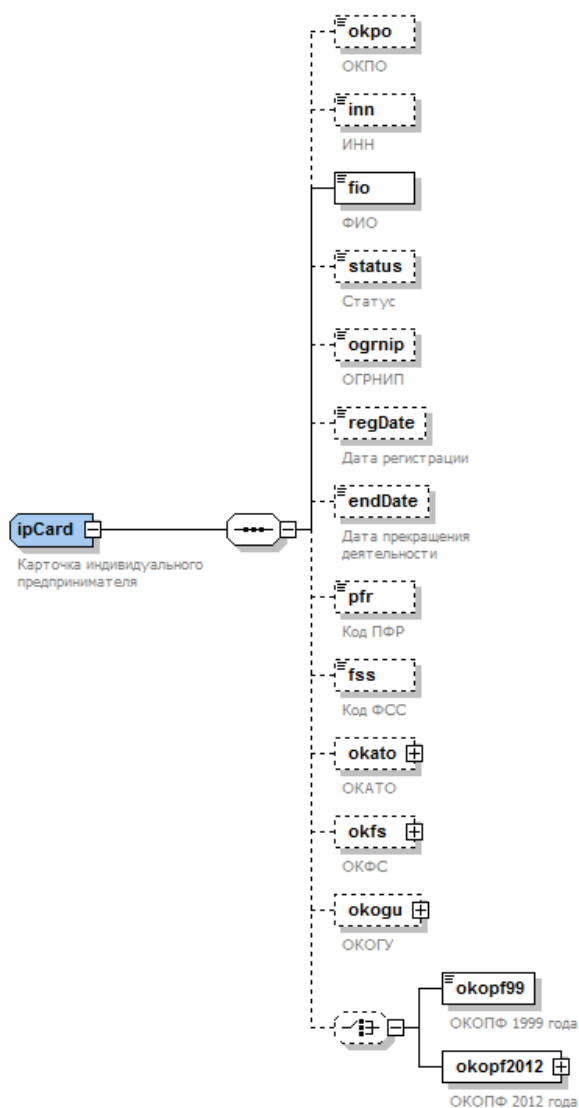 okpo
ОКПО
inn
ИНН
fio
ФИО
status
Статус
ogrnip
ОГРНИП
regDate
Дата регистрации
endDate
Дата прекращения
деятельности
ipCard
Карточка индивидуального
предпринимателя
pfr
Код ПФР
fss
Код ФСС
okato
ОКАТО
okfs
ОКФС
okogu
ОКОГУ
okopf99
ОКОПФ 1999 года
okopf2012
ОКОПФ 2012 года